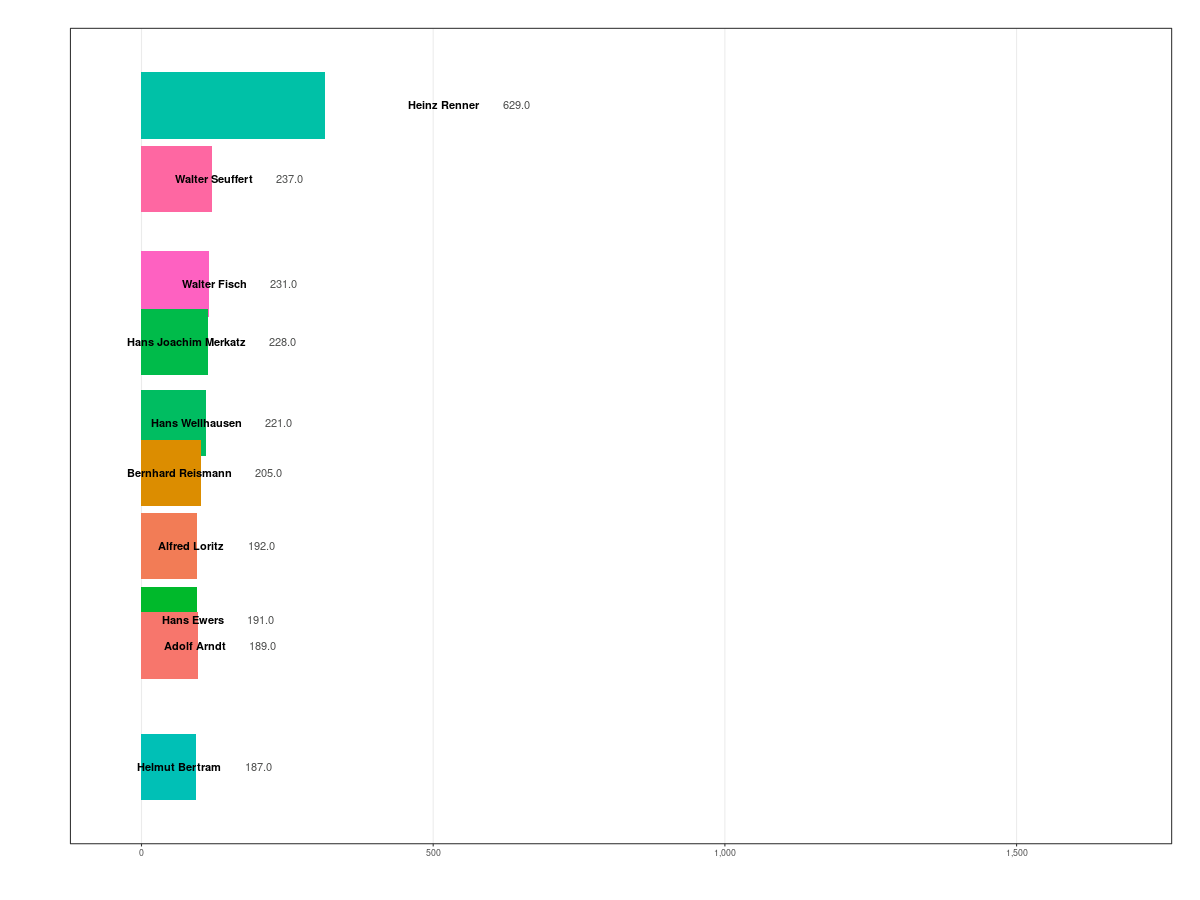 Heinz Renner 629.0
Walter Seuffert 237.0
Walter Fisch 231.0
Hans Joachim Merkatz 228.0
Hans Wellhausen 221.0
Bernhard Reismann 205.0
Alfred Loritz 192.0
Hans Ewers 191.0
Adolf Arndt 189.0
Helmut Bertram 187.0
0 500 1,000 1,500